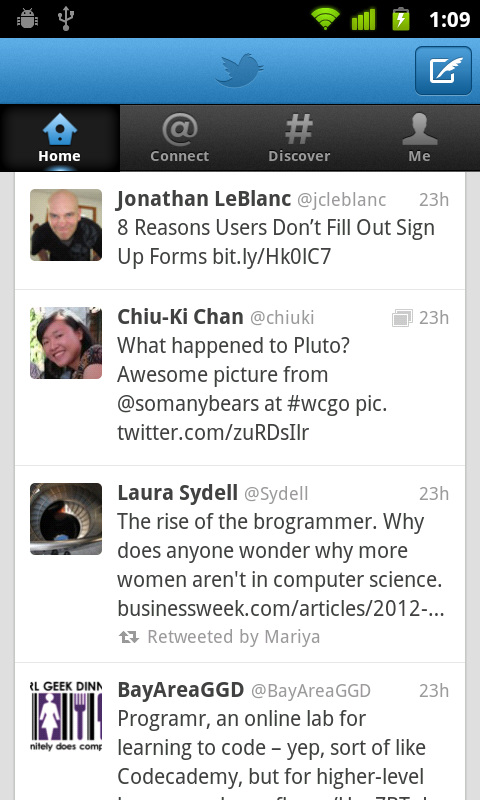 1:09
Home
@ Connect
# Discover
Me
Jonathan LeBlanc @jcleblanc 23h
8 Reasons Users Don’t Fill Out Sign
Up Forms bit.ly/Hk0lC7
Chiu-Ki Chan @chiuki 23h
What happened to Pluto?
Awesome picture from
@somanybears at #wcgo pic.
twitter.com/zuRDsIlr
Laura Sydell @Sydell 23h
The rise of the brogrammer. Why
does anyone wonder why more
women aren't in computer science.
businessweek.com/articles/2012-...
Retweeted by Mariya
RL GEEK DINN
nitely does comp
BayAreaGGD @BayAreaGGD 23h
Programr, an online lab for
learning to code – yep, sort of like
Codecademy, but for higher-level